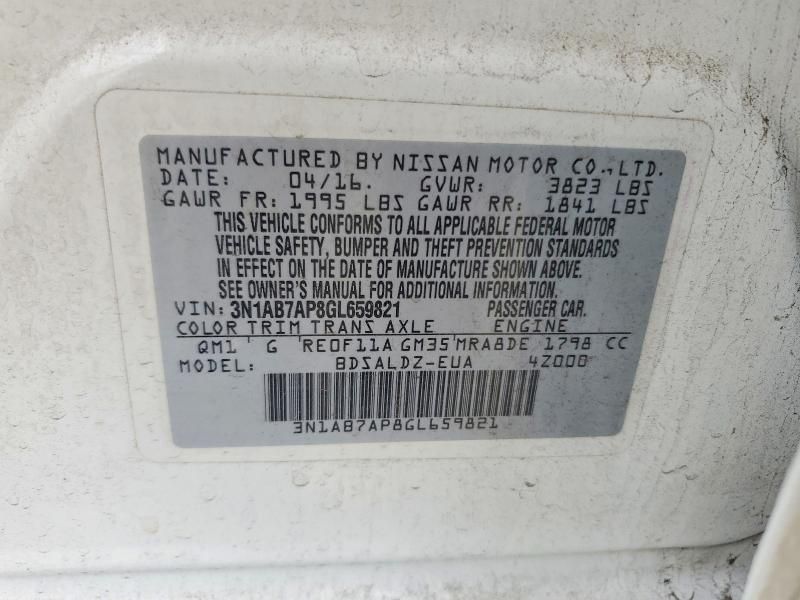 MANUFACTURED BY NISSAN MOTOR CO., LTD.
DATE: 04/16. GVWR: 3823 LBS
GAWR FR: 1995 LBS GAWR RR: 1841 LBS
THIS VEHICLE CONFORMS TO ALL APPLICABLE FEDERAL MOTOR
VEHICLE SAFETY, BUMPER AND THEFT PREVENTION STANDARDS
IN EFFECT ON THE DATE OF MANUFACTURE SHOWN ABOVE.
SEE OWNER'S MANUAL FOR ADDITIONAL INFORMATION.
VIN: 3N1AB7AP8GL659821 PASSENGER CAR.
COLOR TRIM TRANS AXLE ENGINE
QM1 G RE0F11A GM35 MRA8DE 1798 CC
MODEL: BDSALDZ-EUA 4Z000
3N1AB7AP8GL659821